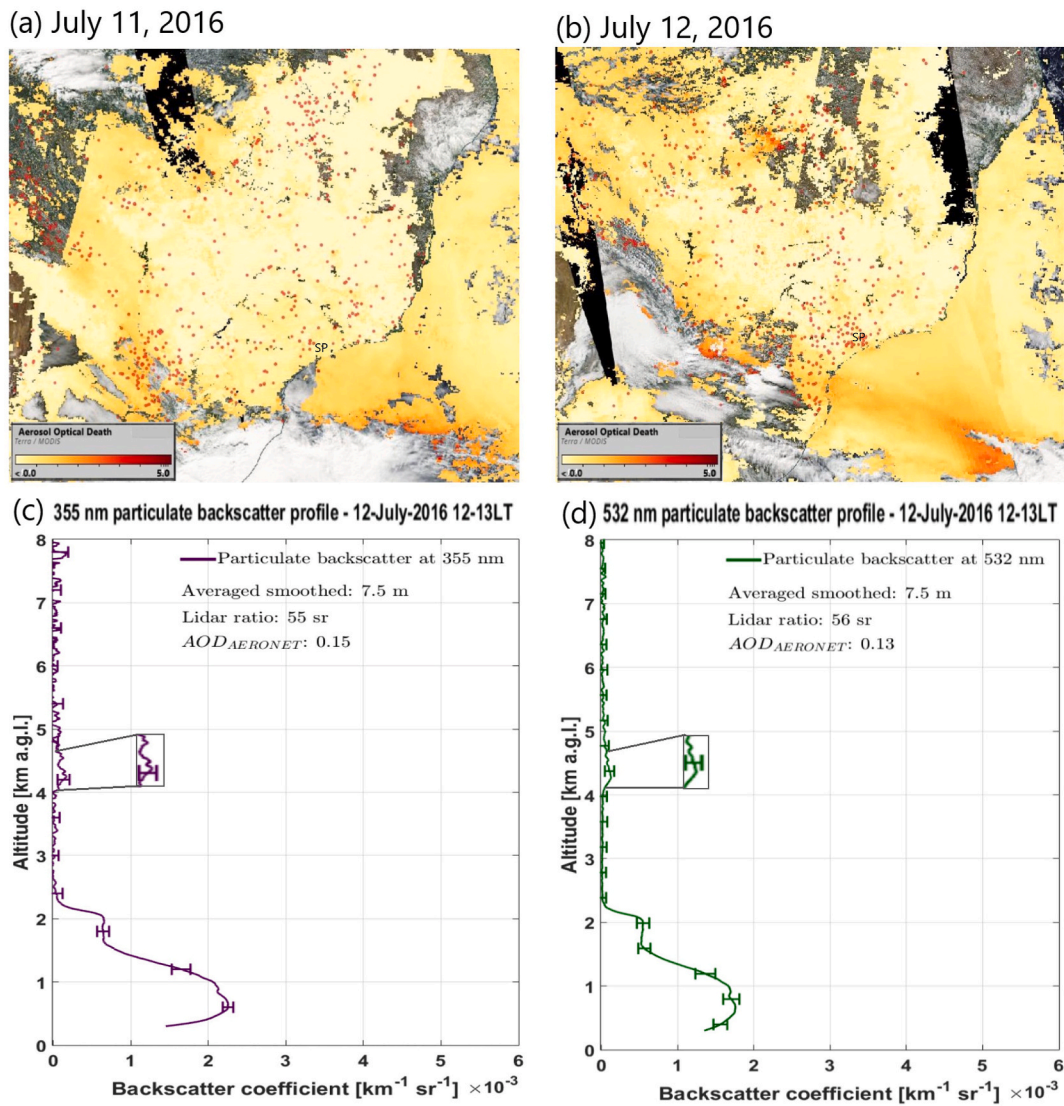 (a) July 11, 2016
(b) July 12, 2016
SP
SP
Aerosol Optical Death
Terra / MODIS
< 0.0 5.0
Aerosol Optical Death
Terra / MODIS
< 0.0 5.0
(c) 355 nm particulate backscatter profile - 12-July-2016 12-13LT
Particulate backscatter at 355 nm
Averaged smoothed: 7.5 m
Lidar ratio: 55 sr
AOD_AERONET: 0.15
Altitude [km a.g.l.]
8
7
6
5
4
3
2
1
0
0 1 2 3 4 5 6
Backscatter coefficient [km⁻¹ sr⁻¹] ×10⁻³
(d) 532 nm particulate backscatter profile - 12-July-2016 12-13LT
Particulate backscatter at 532 nm
Averaged smoothed: 7.5 m
Lidar ratio: 56 sr
AOD_AERONET: 0.13
Altitude [km a.g.l.]
8
7
6
5
4
3
2
1
0
0 1 2 3 4 5 6
Backscatter coefficient [km⁻¹ sr⁻¹] ×10⁻³